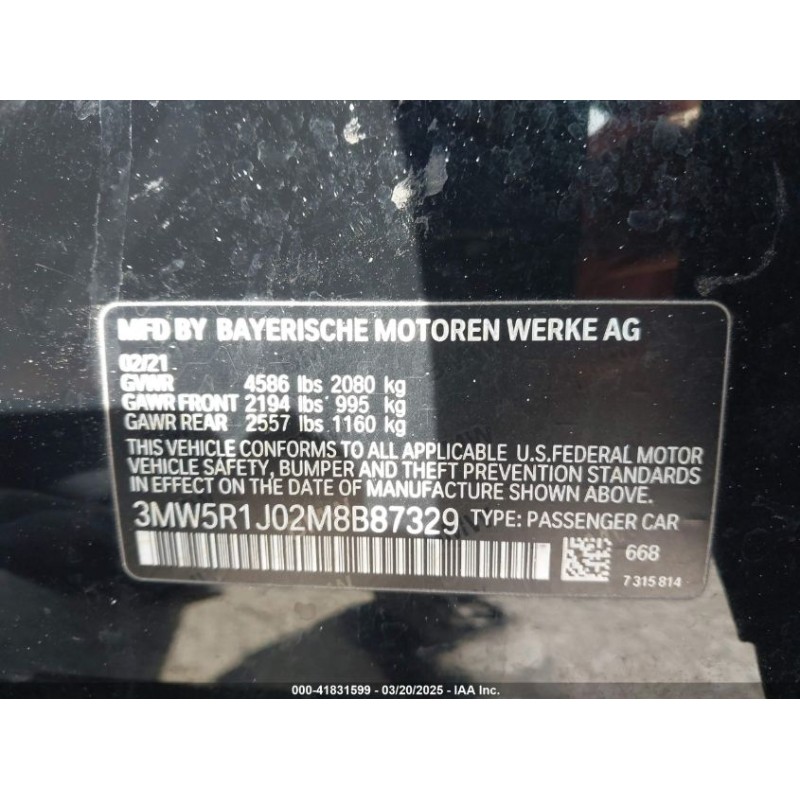 MFD BY BAYERISCHE MOTOREN WERKE AG
02/21
GVWR 4586 lbs 2080 kg
GAWR FRONT 2194 lbs 995 kg
GAWR REAR 2557 lbs 1160 kg
THIS VEHICLE CONFORMS TO ALL APPLICABLE U.S.FEDERAL MOTOR
VEHICLE SAFETY, BUMPER AND THEFT PREVENTION STANDARDS
IN EFFECT ON THE DATE OF MANUFACTURE SHOWN ABOVE.
3MW5R1J02M8B87329 TYPE: PASSENGER CAR
668
7 315 814
000-41831599 - 03/20/2025 - IAA Inc.